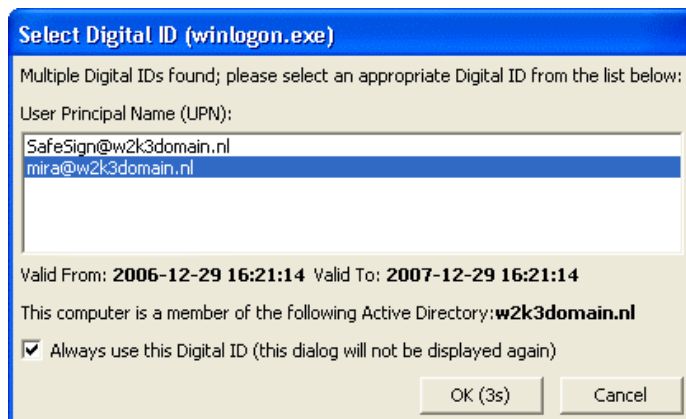 Select Digital ID (winlogon.exe)
Multiple Digital IDs found; please select an appropriate Digital ID from the list below:
User Principal Name (UPN):
SafeSign@w2k3domain.nl
mira@w2k3domain.nl
Valid From: 2006-12-29 16:21:14 Valid To: 2007-12-29 16:21:14
This computer is a member of the following Active Directory:w2k3domain.nl
Always use this Digital ID (this dialog will not be displayed again)
OK (3s) Cancel